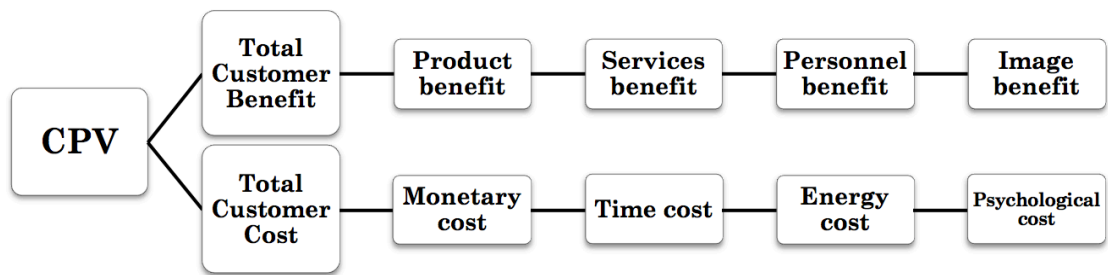 CPV
Total
Customer
Benefit
Product
benefit
Services
benefit
Personnel
benefit
Image
benefit
Total
Customer
Cost
Monetary
cost
Time cost
Energy
cost
Psychological
cost